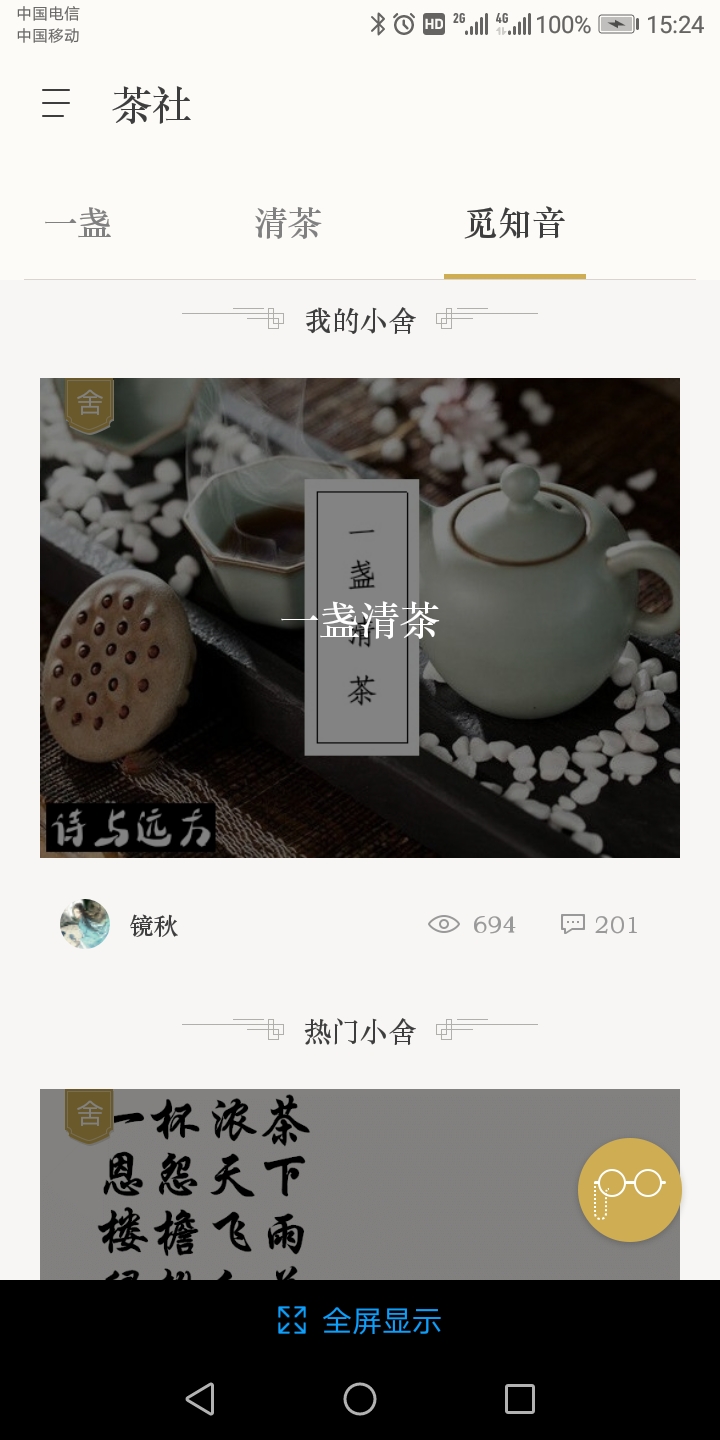 中国电信
中国移动
HD 2G 4G 100% 15:24
茶社
一盏 清茶 觅知音
我的小舍
舍
一盏清茶
一盏清茶
诗与远方
镜秋 694 201
热门小舍
舍
一杯浓茶
恩怨天下
楼檐飞雨
全屏显示